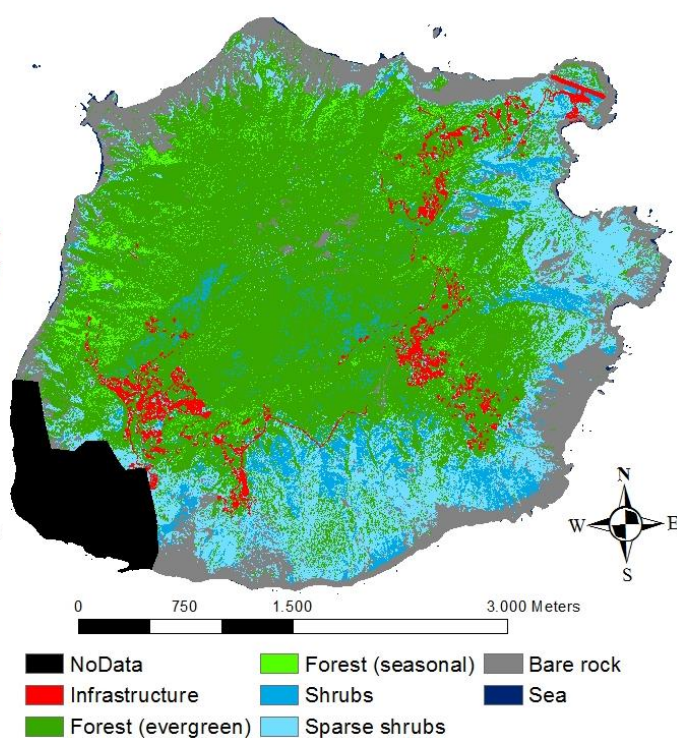 N
W E
S
0 750 1.500 3.000 Meters
NoData Forest (seasonal) Bare rock
Infrastructure Shrubs Sea
Forest (evergreen) Sparse shrubs